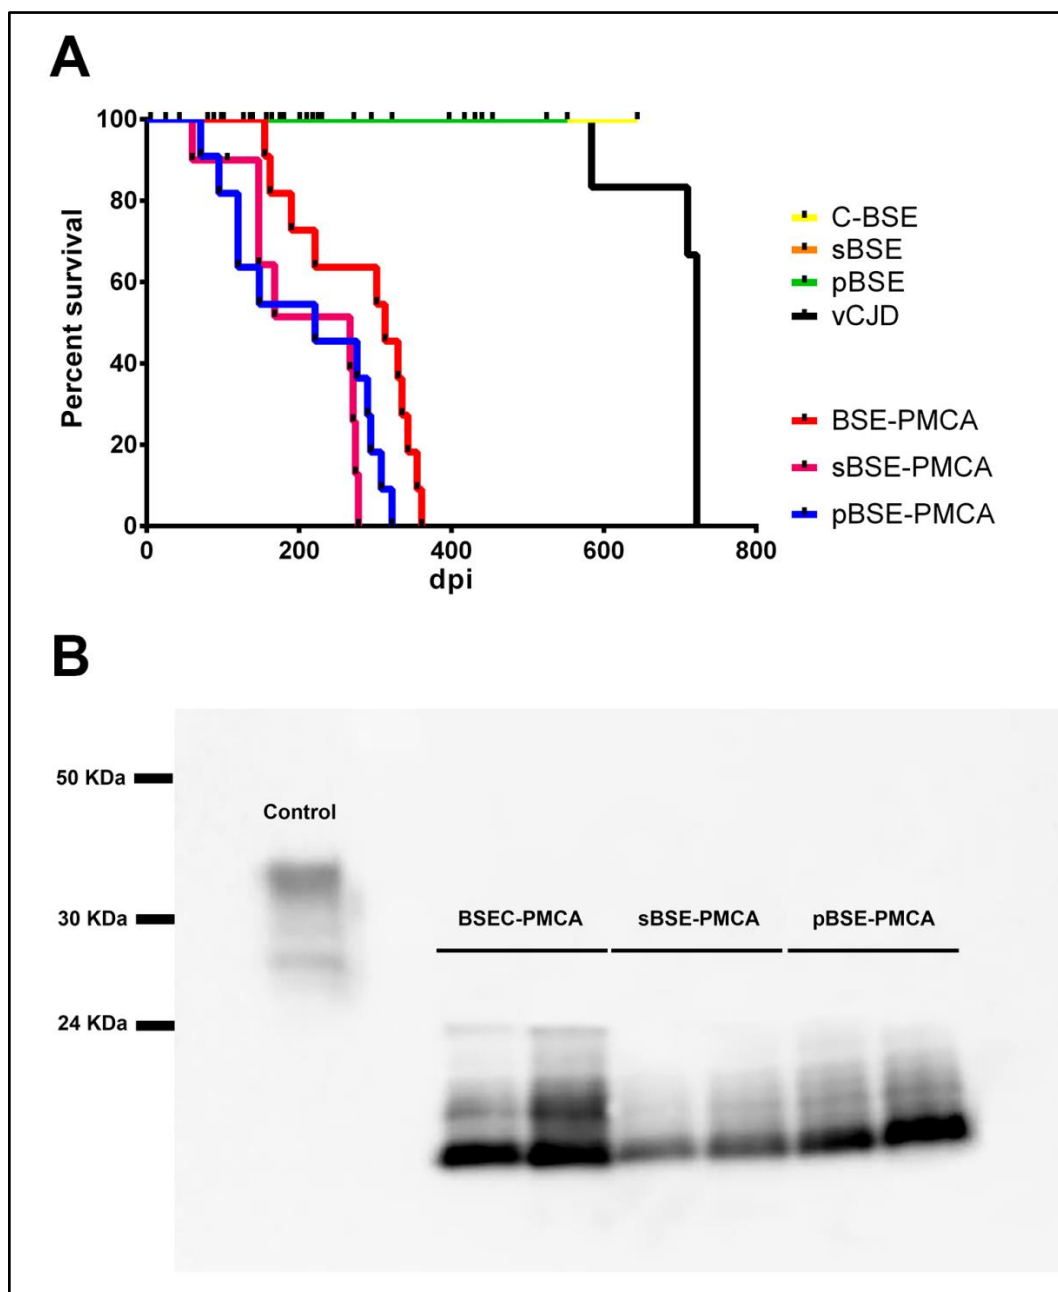 A
100
80
60
40
20
0
Percent survival
0 200 400 600 800
dpi
C-BSE
sBSE
pBSE
vCJD
BSE-PMCA
sBSE-PMCA
pBSE-PMCA
B
50 KDa
Control
30 KDa
BSEC-PMCA sBSE-PMCA pBSE-PMCA
24 KDa